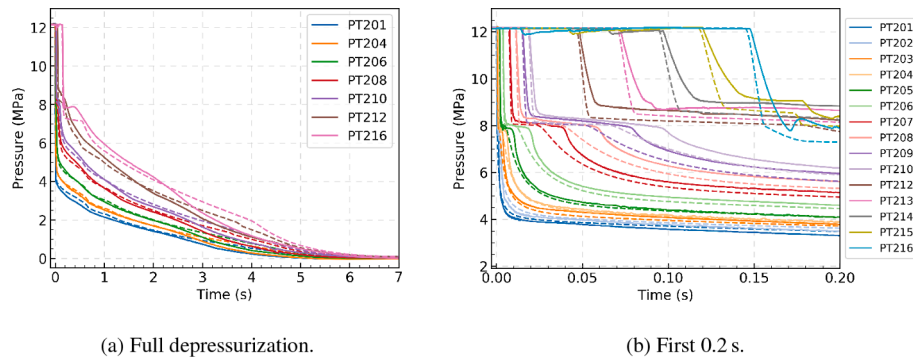 12
10
8
6
4
2
0
Pressure (MPa)
0
1
2
3
4
5
6
7
Time (s)
PT201
PT204
PT206
PT208
PT210
PT212
PT216
(a) Full depressurization.
12
10
8
6
4
2
Pressure (MPa)
0.00
0.05
0.10
0.15
0.20
Time (s)
PT201
PT202
PT203
PT204
PT205
PT206
PT207
PT208
PT209
PT210
PT212
PT213
PT214
PT215
PT216
(b) First 0.2 s.